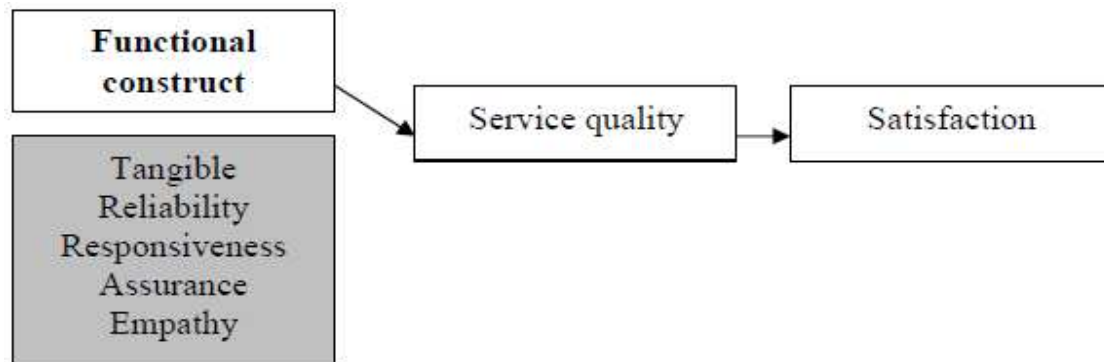 Functional
construct
Service quality
Satisfaction
Tangible
Reliability
Responsiveness
Assurance
Empathy